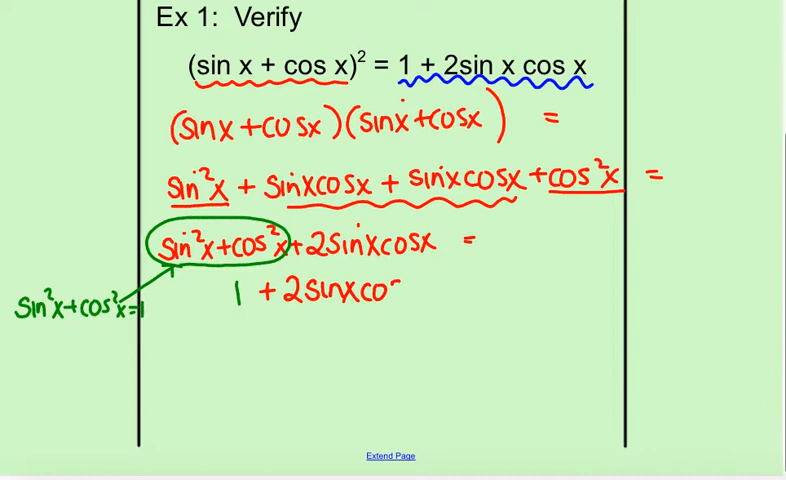 Ex 1: Verify
(sin x + cos x)² = 1 + 2sin x cos x
(sinx+cosx)(sinx+cosx) =
sin²x + sinxcosx + sinxcosx + cos²x =
sin²x+cos²x+2sinxcosx =
1 + 2sinxco
sin²x+cos²x=1
Extend Page